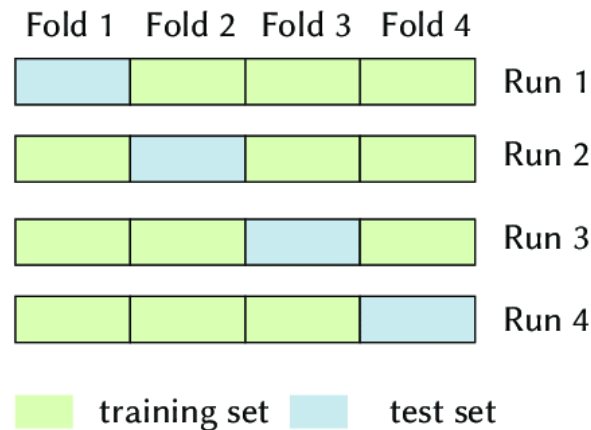 Fold 1 Fold 2 Fold 3 Fold 4
Run 1
Run 2
Run 3
Run 4
training set test set